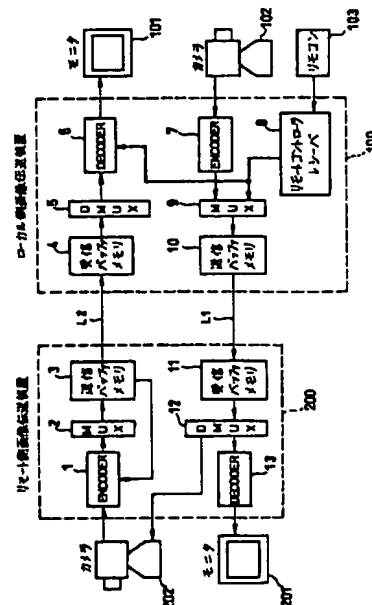 ローカル側画像伝送装置
モニタ
101
カメラ
102
リモコン
103
DECODER
6
ENCODER
7
リモートコントロール
レシーバ
8
DMUX
5
MUX
9
受信
バッファ
メモリ
4
送信
バッファ
メモリ
10
100
L2
L1
リモート側画像伝送装置
送信
バッファ
メモリ
3
受信
バッファ
メモリ
11
MUX
2
DMUX
12
ENCODER
1
DECODER
13
200
カメラ
202
モニタ
201